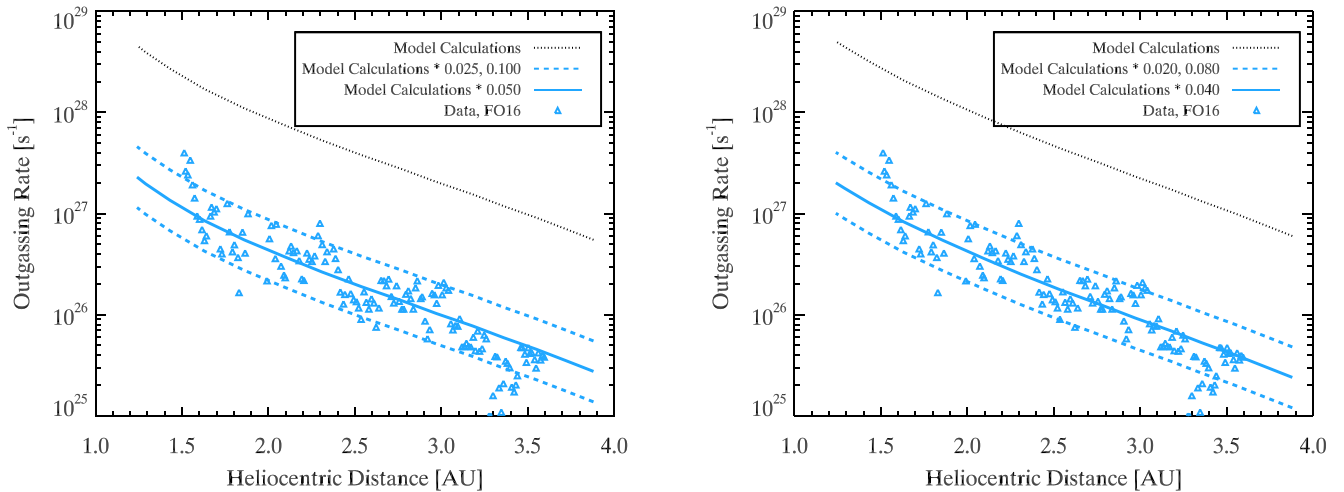 10^29
10^28
10^27
10^26
10^25
Outgassing Rate [s^-1]
Model Calculations
Model Calculations * 0.025, 0.100
Model Calculations * 0.050
Data, FO16
1.0 1.5 2.0 2.5 3.0 3.5 4.0
Heliocentric Distance [AU]
10^29
10^28
10^27
10^26
10^25
Outgassing Rate [s^-1]
Model Calculations
Model Calculations * 0.020, 0.080
Model Calculations * 0.040
Data, FO16
1.0 1.5 2.0 2.5 3.0 3.5 4.0
Heliocentric Distance [AU]